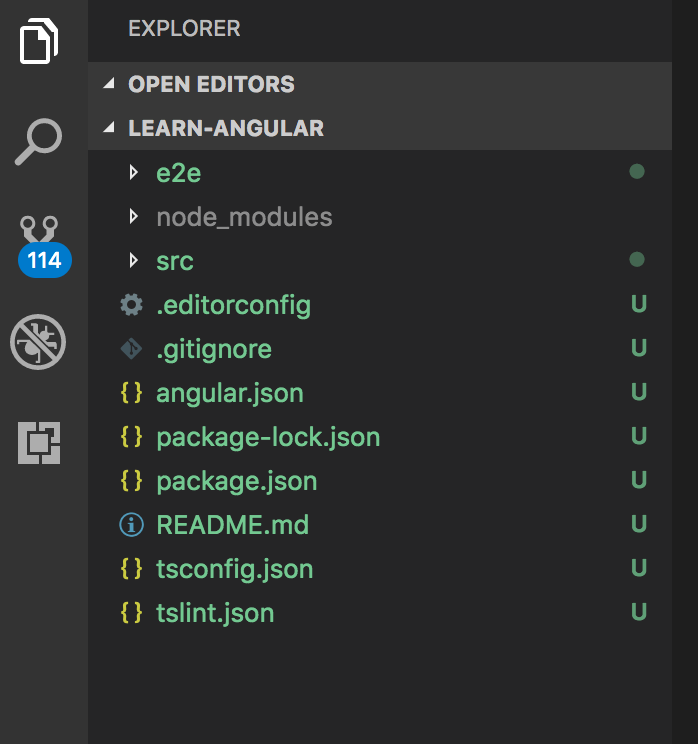 EXPLORER
OPEN EDITORS
LEARN-ANGULAR
e2e
node_modules
src
114
.editorconfig U
.gitignore U
angular.json U
package-lock.json U
package.json U
README.md U
tsconfig.json U
tslint.json U